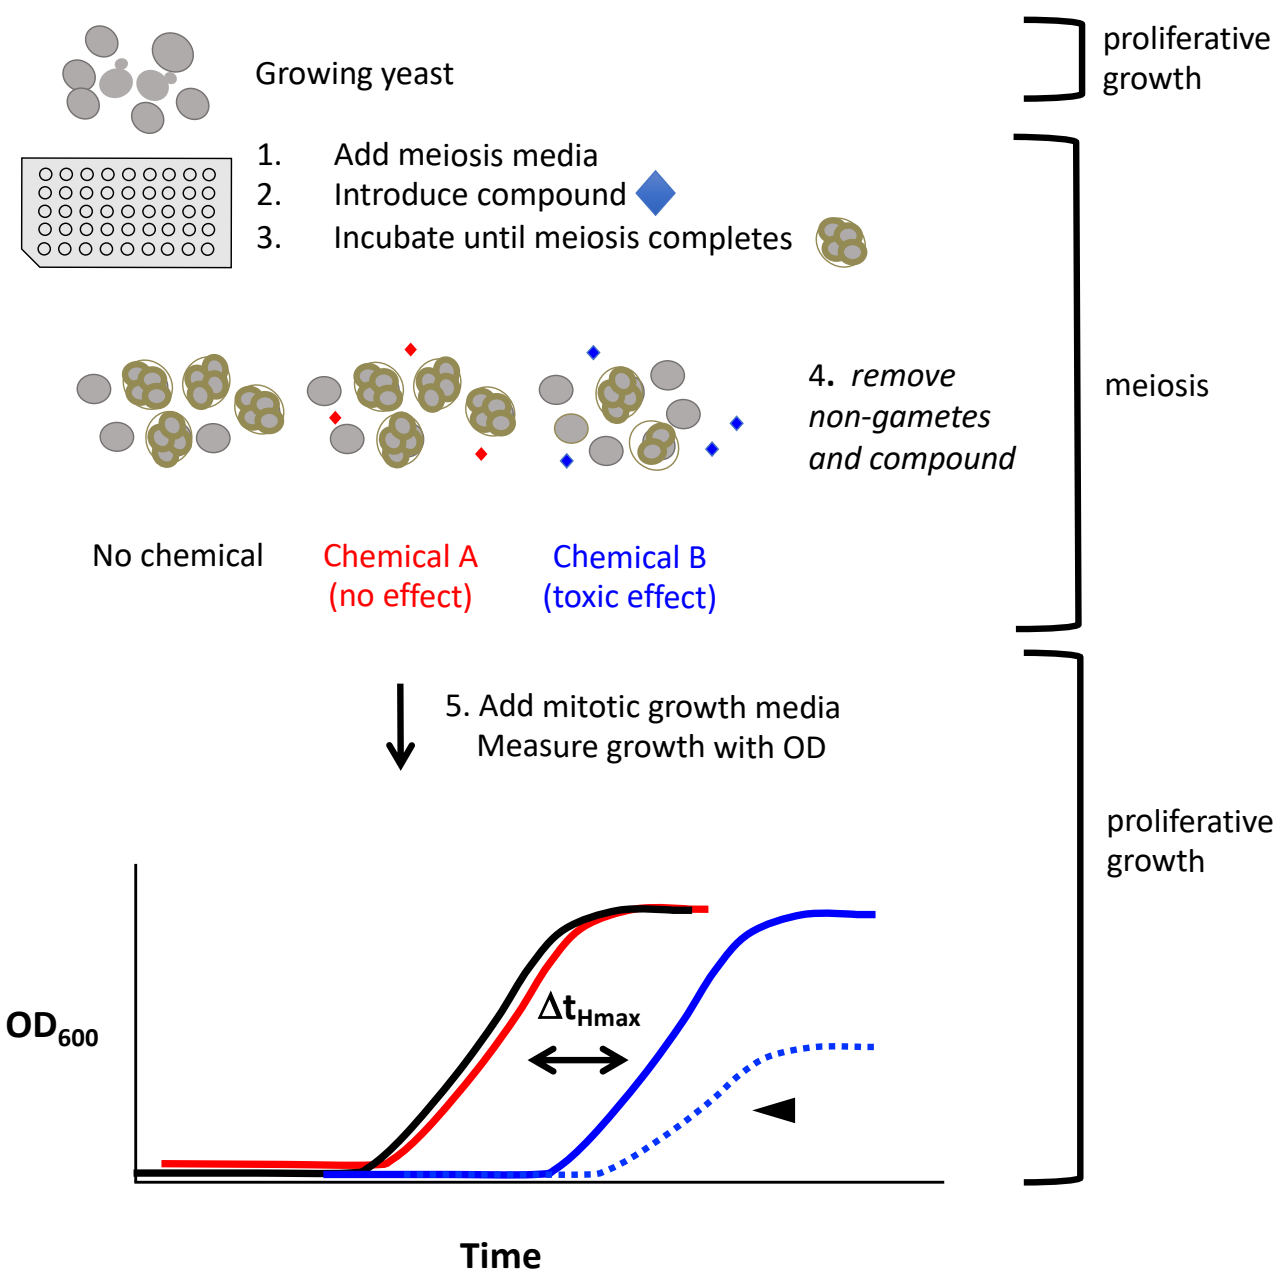 Growing yeast
proliferative
growth
1. Add meiosis media
2. Introduce compound
3. Incubate until meiosis completes
4. remove
non-gametes
and compound
meiosis
No chemical
Chemical A
(no effect)
Chemical B
(toxic effect)
5. Add mitotic growth media
Measure growth with OD
proliferative
growth
ΔtHmax
OD600
Time